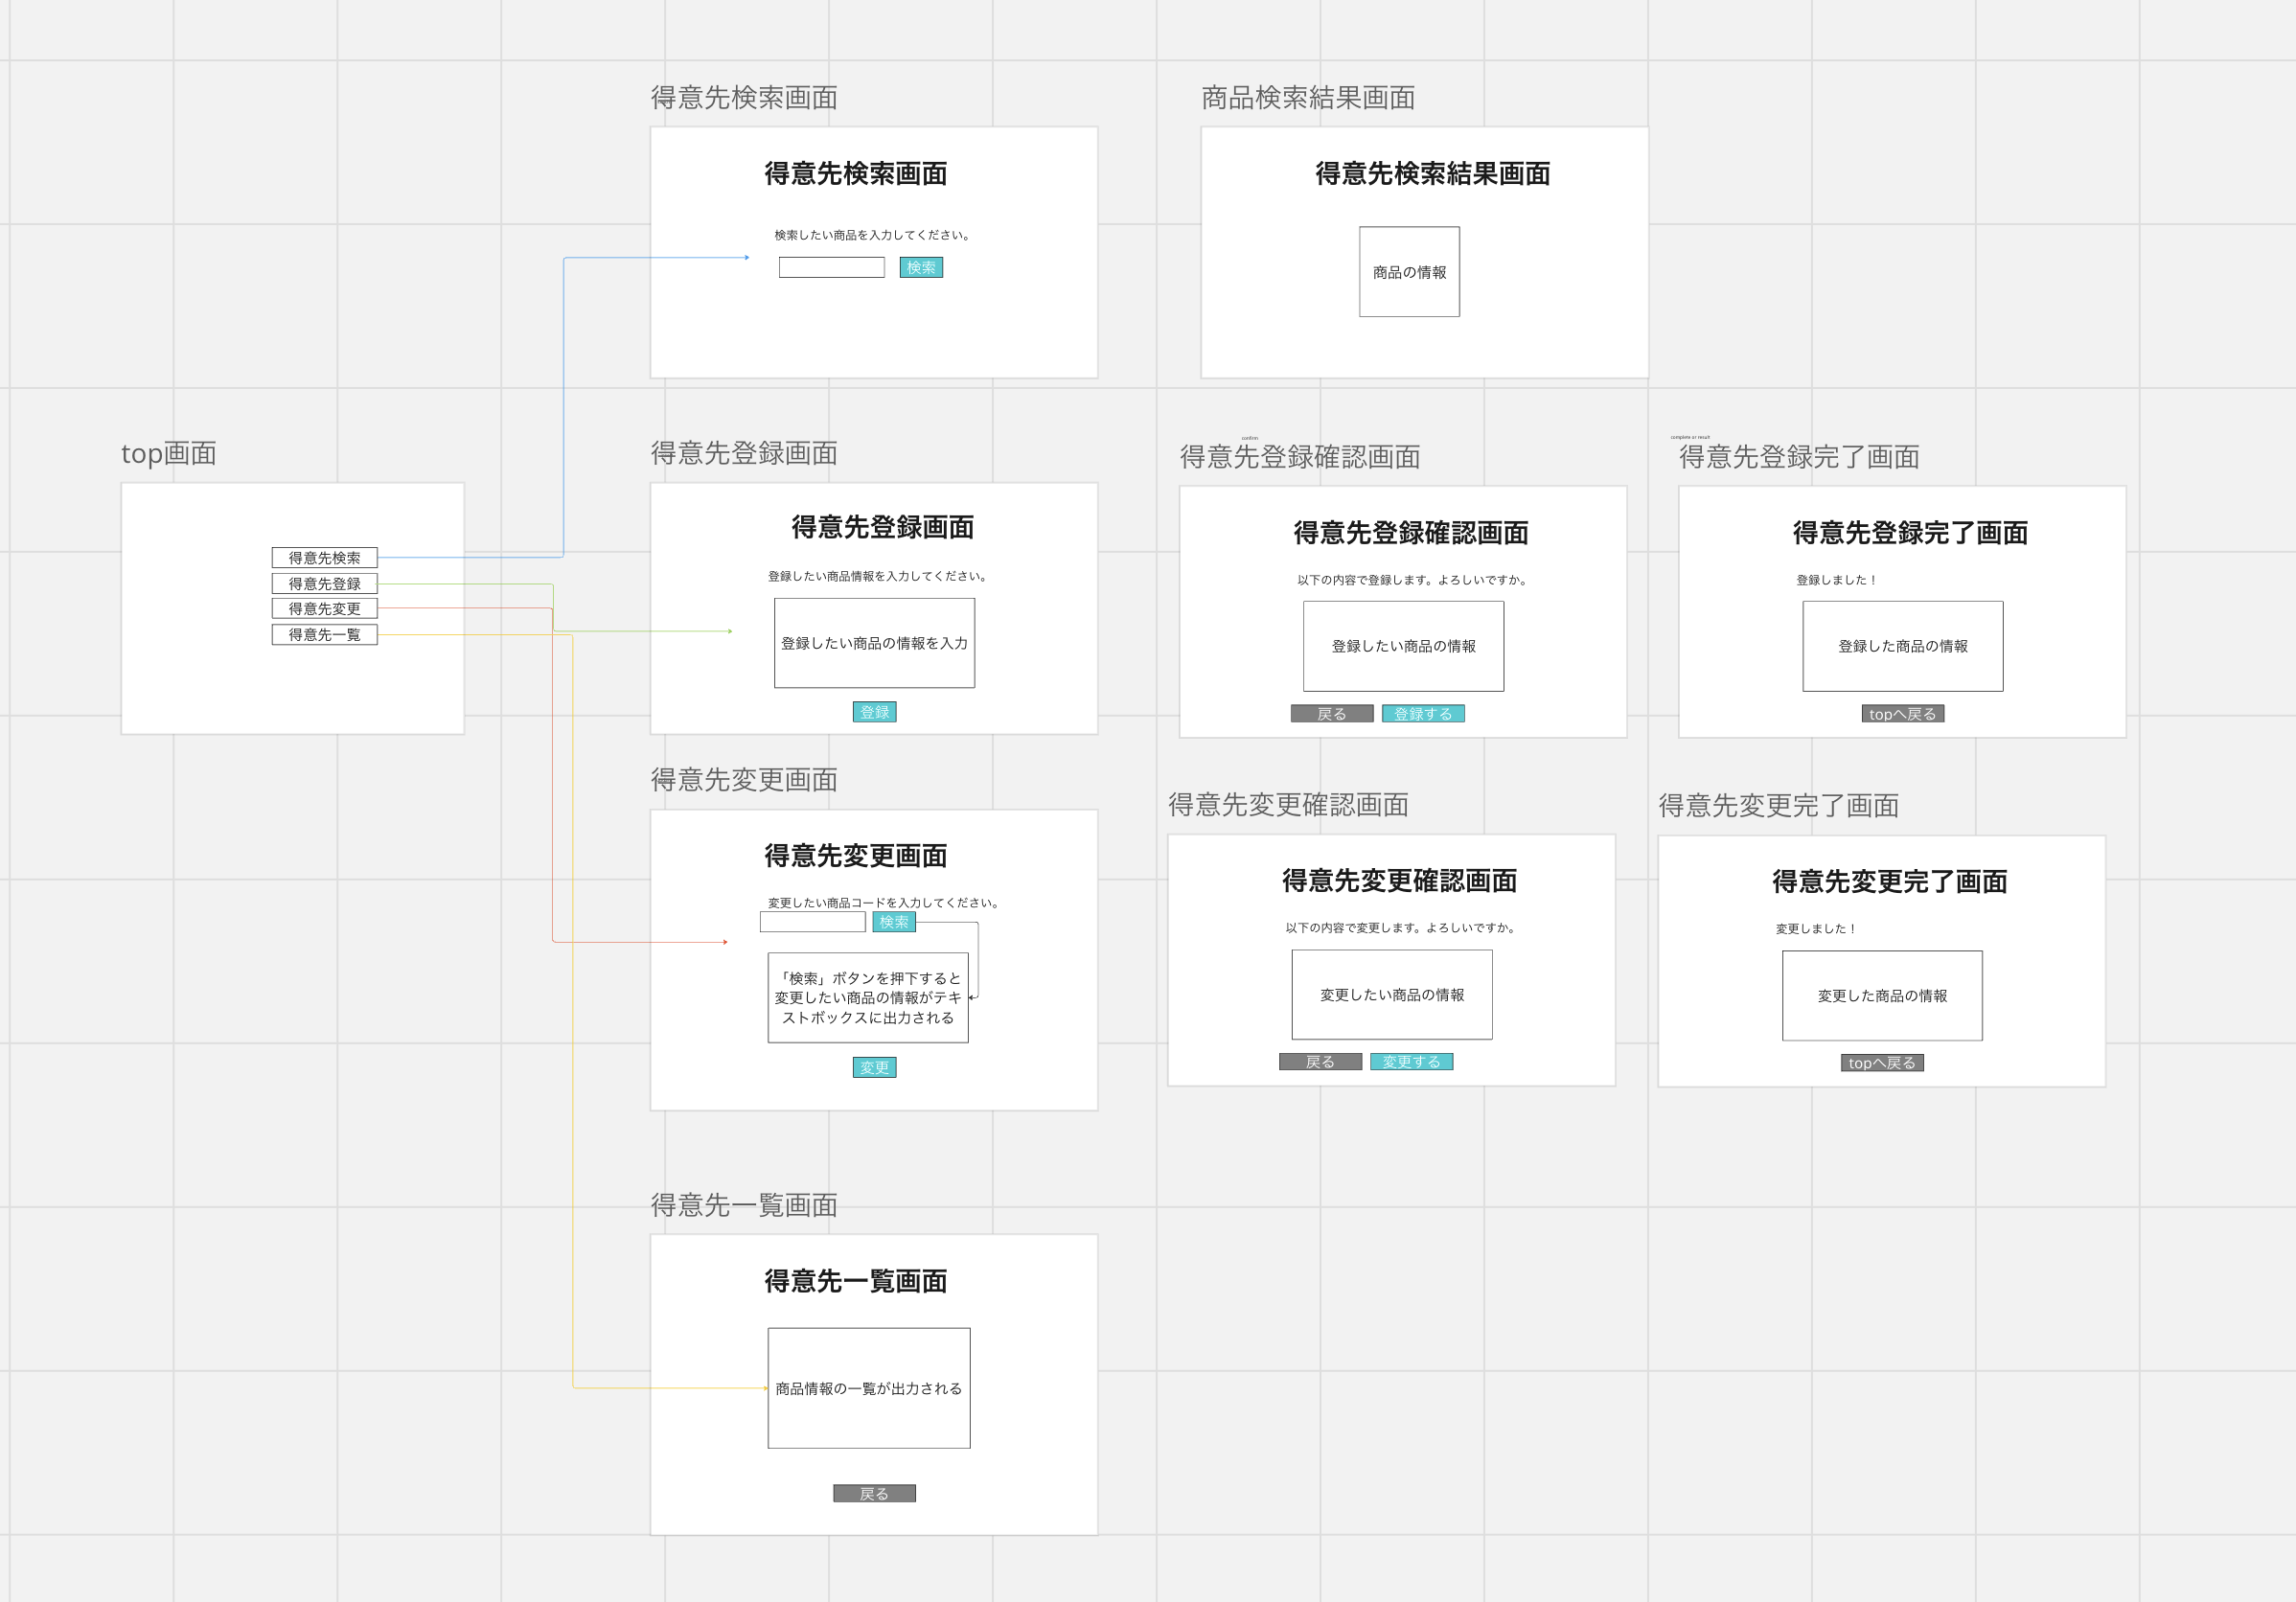 得意先検索画面
得意先検索画面
検索したい商品を入力してください。
検索
商品検索結果画面
得意先検索結果画面
商品の情報
top画面
得意先検索
得意先登録
得意先変更
得意先一覧
得意先登録画面
得意先登録画面
登録したい商品情報を入力してください。
登録したい商品の情報を入力
登録
confirm
得意先登録確認画面
得意先登録確認画面
以下の内容で登録します。よろしいですか。
登録したい商品の情報
戻る
登録する
complete or result
得意先登録完了画面
得意先登録完了画面
登録しました！
登録した商品の情報
topへ戻る
得意先変更画面
得意先変更画面
変更したい商品コードを入力してください。
検索
「検索」ボタンを押下すると
変更したい商品の情報がテキ
ストボックスに出力される
変更
得意先変更確認画面
得意先変更確認画面
以下の内容で変更します。よろしいですか。
変更したい商品の情報
戻る
変更する
得意先変更完了画面
得意先変更完了画面
変更しました！
変更した商品の情報
topへ戻る
得意先一覧画面
得意先一覧画面
商品情報の一覧が出力される
戻る